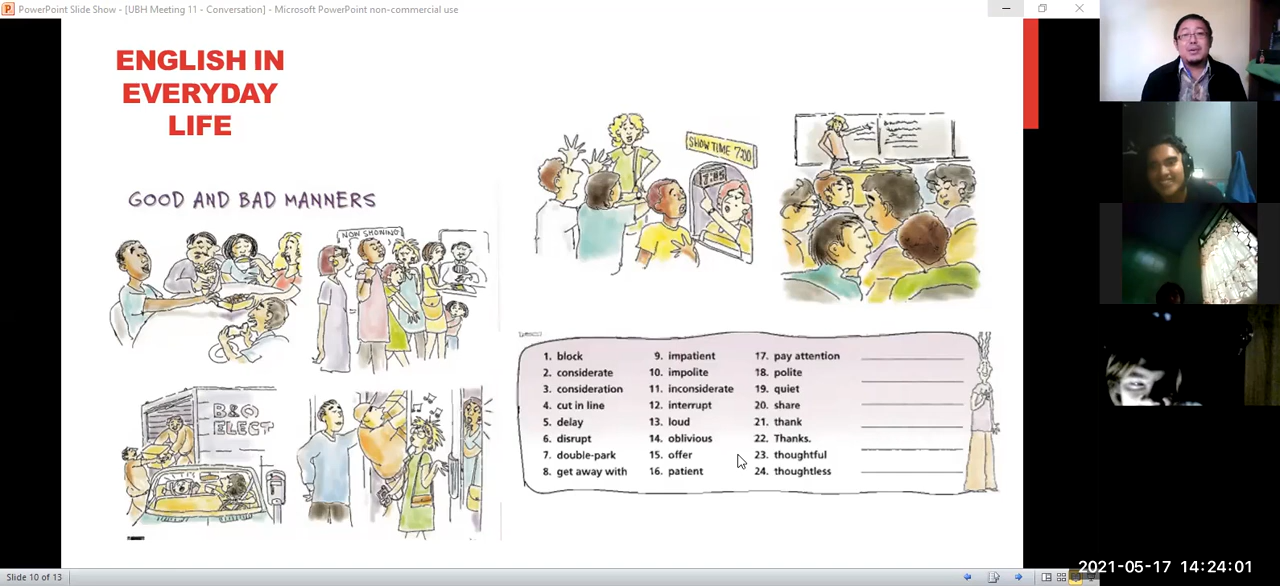 PowerPoint Slide Show - [UBH Meeting 11 - Conversation] - Microsoft PowerPoint non-commercial use
ENGLISH IN
EVERYDAY
LIFE
GOOD AND BAD MANNERS
NOW SHOWING
B&Q
ELECT
SHOW TIME 7:00
7:05
1. block
2. considerate
3. consideration
4. cut in line
5. delay
6. disrupt
7. double-park
8. get away with
9. impatient
10. impolite
11. inconsiderate
12. interrupt
13. loud
14. oblivious
15. offer
16. patient
17. pay attention
18. polite
19. quiet
20. share
21. thank
22. Thanks.
23. thoughtful
24. thoughtless
Slide 10 of 13
2021-05-17 14:24:01